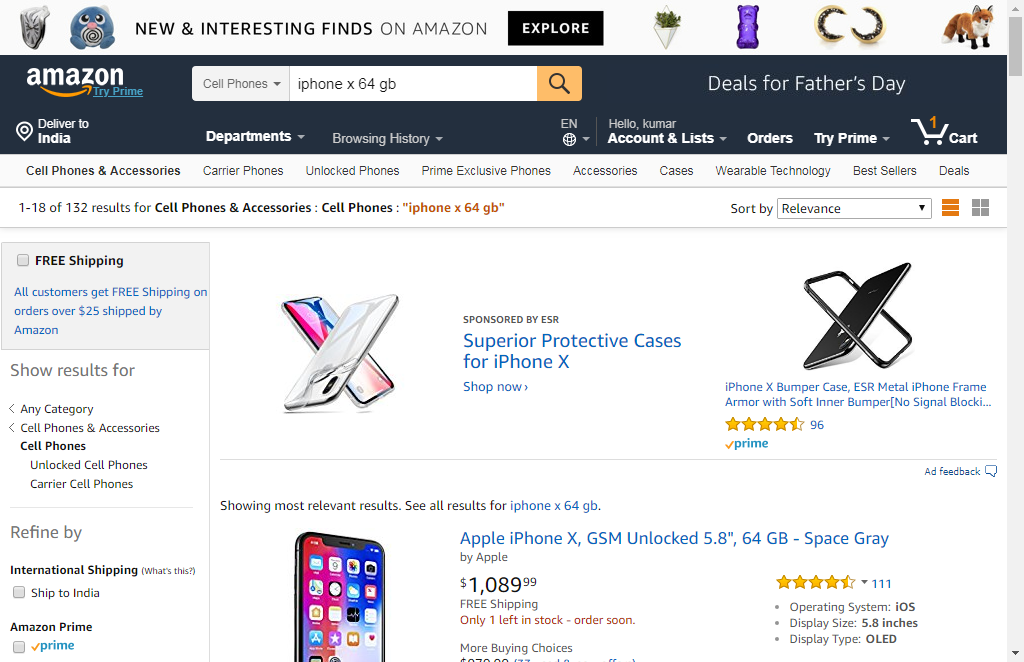 NEW & INTERESTING FINDS ON AMAZON
EXPLORE
amazon
Try Prime
Cell Phones
iphone x 64 gb
Deals for Father's Day
Deliver to
India
Departments
Browsing History
EN
Hello, kumar
Account & Lists
Orders
Try Prime
1
Cart
Cell Phones & Accessories
Carrier Phones
Unlocked Phones
Prime Exclusive Phones
Accessories
Cases
Wearable Technology
Best Sellers
Deals
1-18 of 132 results for Cell Phones & Accessories : Cell Phones : "iphone x 64 gb"
Sort by
Relevance
FREE Shipping
All customers get FREE Shipping on
orders over $25 shipped by
Amazon
Show results for
Any Category
Cell Phones & Accessories
Cell Phones
Unlocked Cell Phones
Carrier Cell Phones
Refine by
International Shipping (What's this?)
Ship to India
Amazon Prime
prime
SPONSORED BY ESR
Superior Protective Cases
for iPhone X
Shop now ›
iPhone X Bumper Case, ESR Metal iPhone Frame
Armor with Soft Inner Bumper[No Signal Blocki...
96
prime
Ad feedback
Showing most relevant results. See all results for iphone x 64 gb.
Apple iPhone X, GSM Unlocked 5.8", 64 GB - Space Gray
by Apple
$1,089 99
FREE Shipping
Only 1 left in stock - order soon.
More Buying Choices
111
Operating System: iOS
Display Size: 5.8 inches
Display Type: OLED